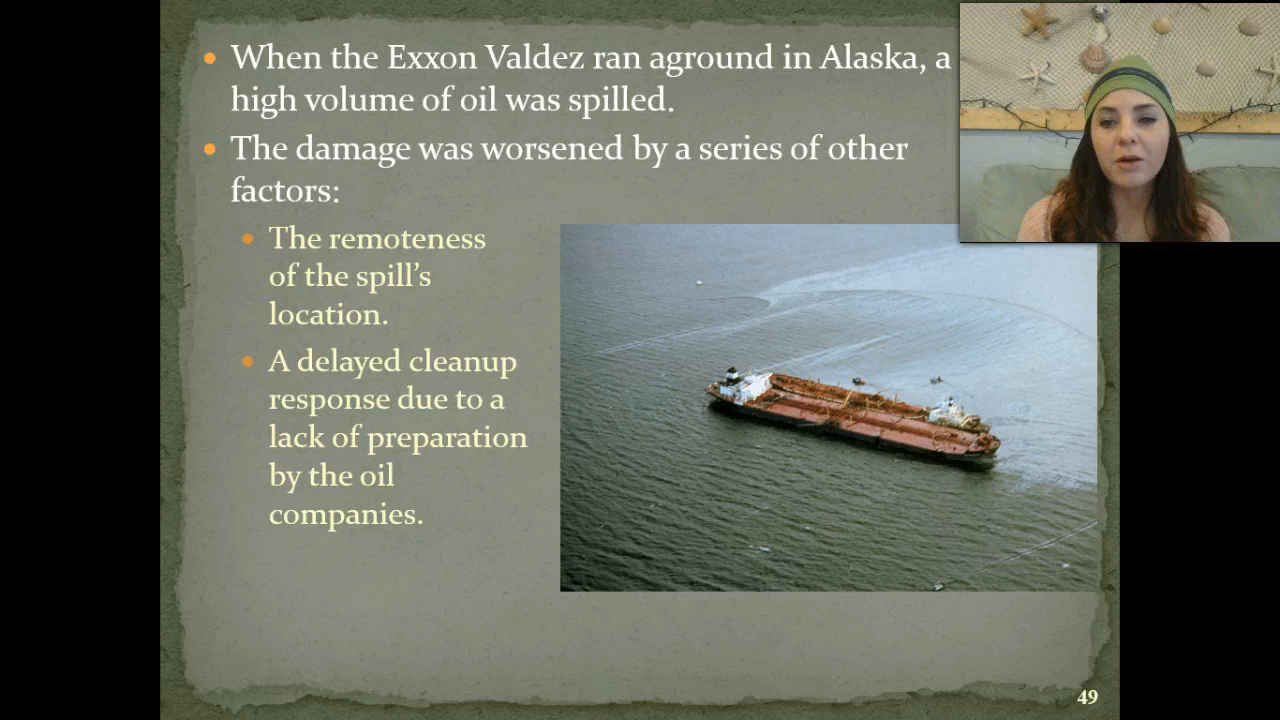 When the Exxon Valdez ran aground in Alaska, a
high volume of oil was spilled.
The damage was worsened by a series of other
factors:
The remoteness
of the spill's
location.
A delayed cleanup
response due to a
lack of preparation
by the oil
companies.
49